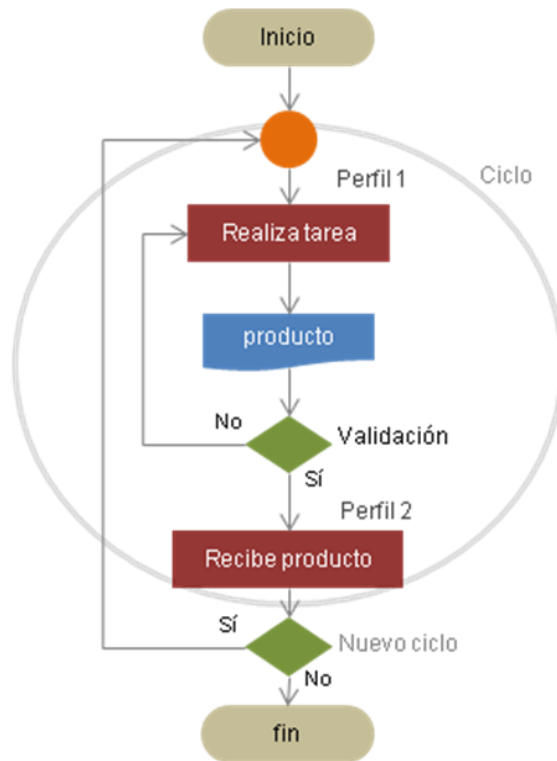 Inicio
Perfil 1
Ciclo
Realiza tarea
producto
No
Validación
Sí
Perfil 2
Recibe producto
Sí
Nuevo ciclo
No
fin